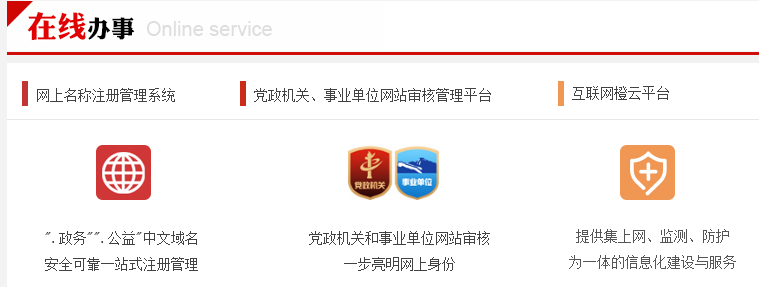 在线办事 Online service
网上名称注册管理系统
党政机关、事业单位网站审核管理平台
互联网橙云平台
党政机关
事业单位
".政务"".公益"中文域名
安全可靠一站式注册管理
党政机关和事业单位网站审核
一步亮明网上身份
提供集上网、监测、防护
为一体的信息化建设与服务